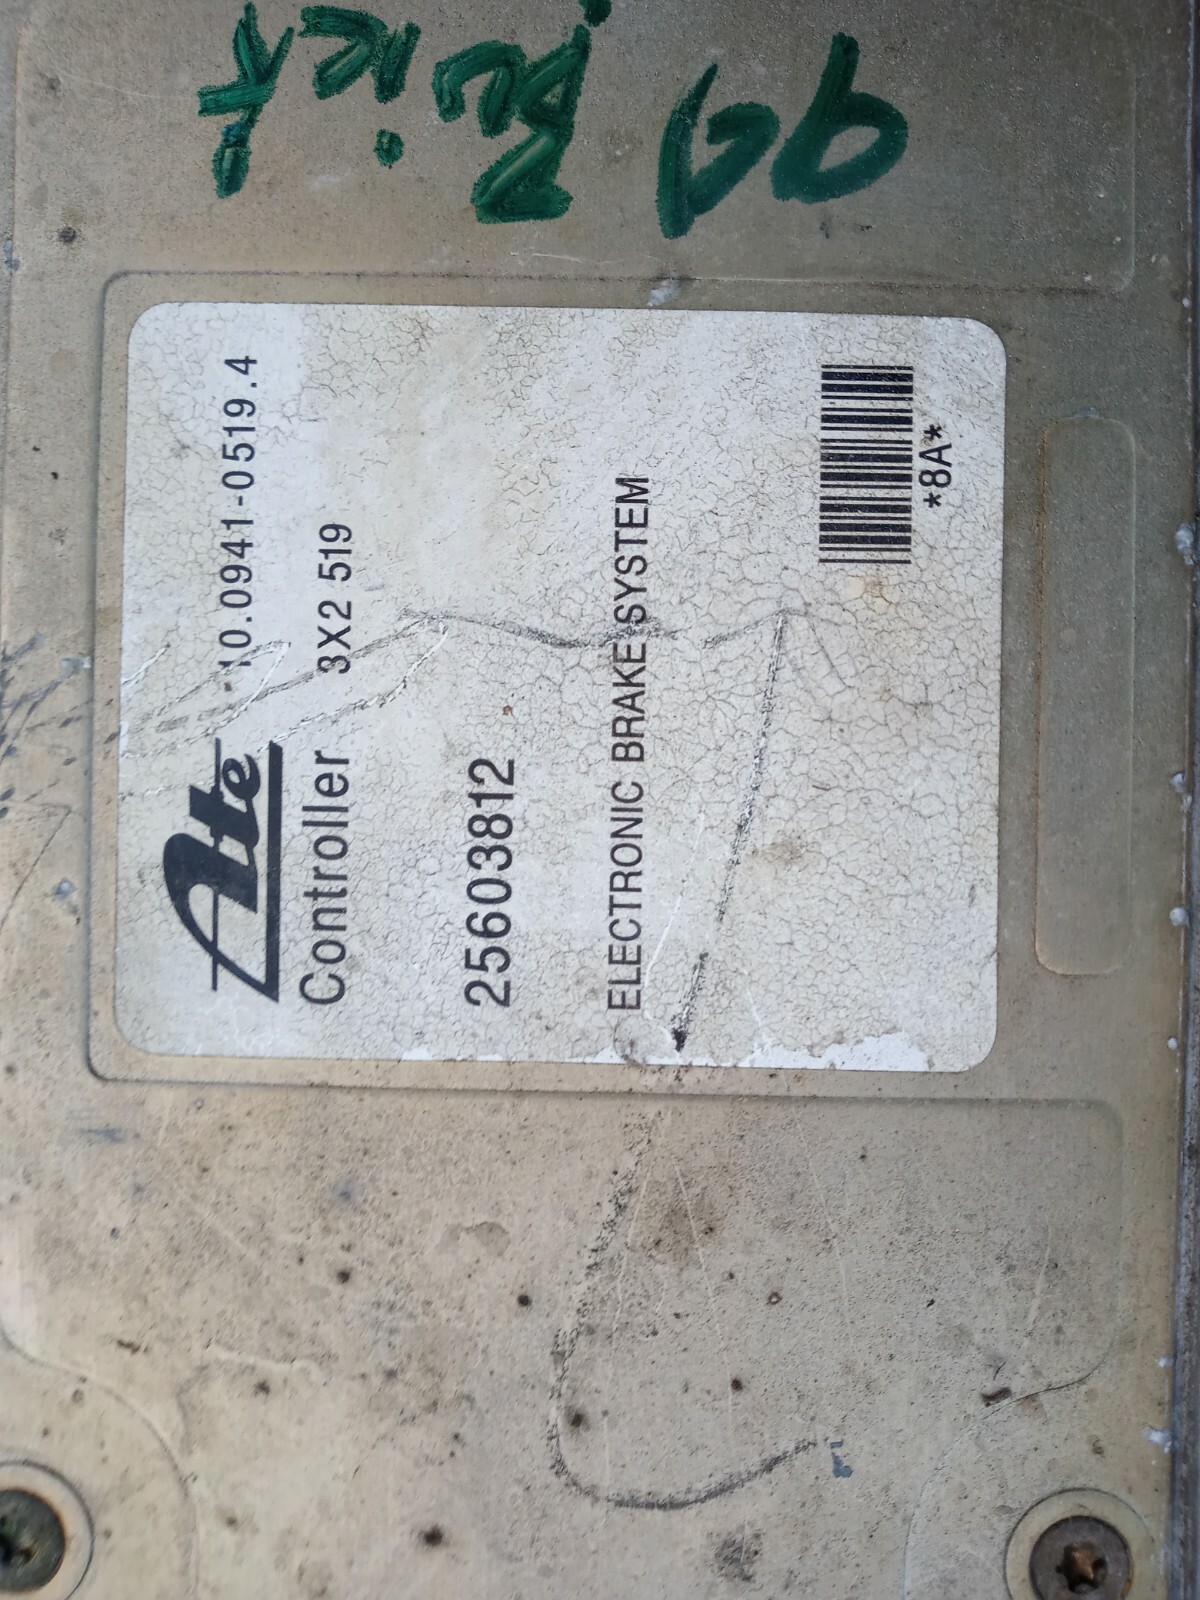 99 Buick
Ate 10.0941-0519.4
Controller 3X2 519
25603812
ELECTRONIC BRAKE SYSTEM
*8A*